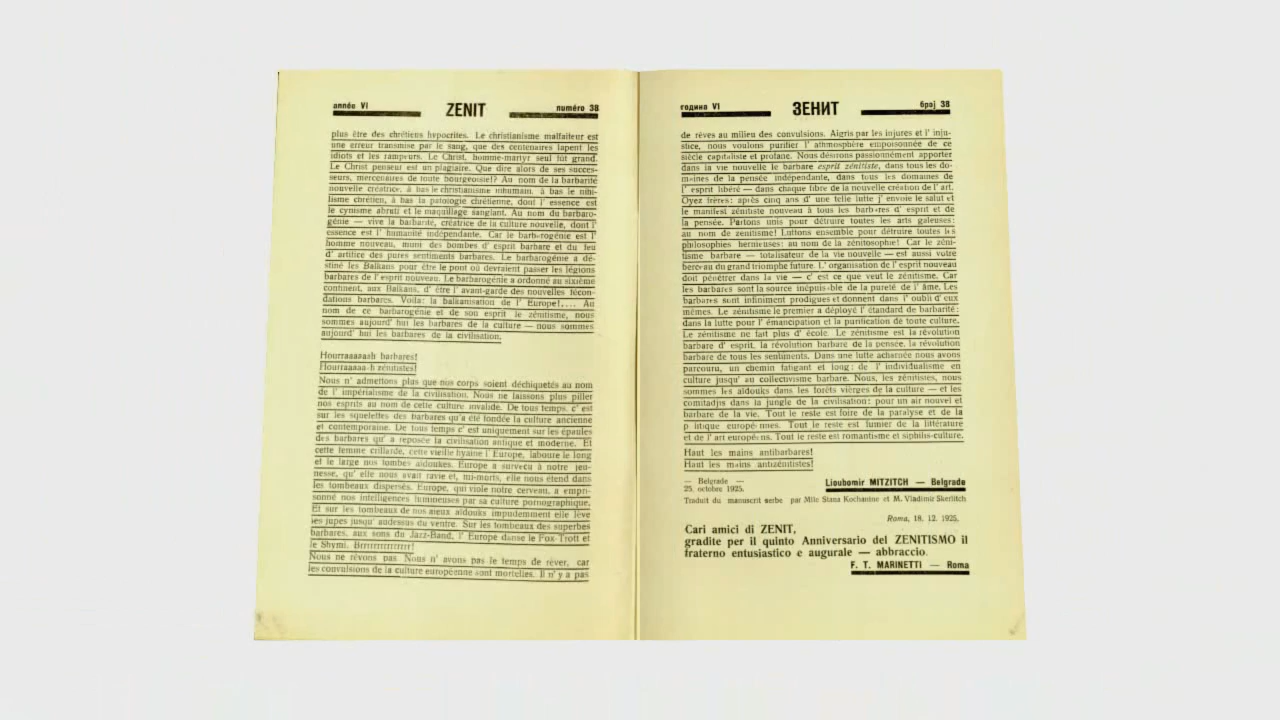 année VI ZENIT numéro 38
plus être des chrétiens hypocrites. Le christianisme malfaiteur est
une erreur transmise par le sang, que des centenaires lapent les
idiots et les rampeurs. Le Christ, homme-martyr seul fut grand.
Le Christ penseur est un plagiaire. Que dire alors de ses succes-
seurs, mercenaires de toute bourgeoisie!? Au nom de la barbarité
nouvelle créatrice, à bas le christianisme inhumain, à bas le nihi-
lisme chrétien, à bas la patologie chrétienne, dont l' essence est
le cynisme abruti et le maquillage sanglant. Au nom du barbaro-
génie — vive la barbarité, créatrice de la culture nouvelle, dont l'
essence est l' humanité indépendante. Car le barbarogénie est l'
homme nouveau, muni des bombes d' esprit barbare et du feu
d' artifice des pures sentiments barbares. Le barbarogénie a dé-
stiné les Balkans pour être le pont où devraient passer les légions
barbares de l' esprit nouveau. Le barbarogénie a ordonné au sixième
continent, aux Balkans, d' être l' avant-garde des nouvelles fécon-
dations barbares. Voilà: la balkanisation de l' Europe!.... Au
nom de ce barbarogénie et de son esprit le zénitisme, nous
sommes aujourd' hui les barbares de la culture — nous sommes
aujourd' hui les barbares de la civilisation.
Hourraaaaah barbares!
Hourraaaaa-h zénitistes!
Nous n' admettons plus que nos corps soient déchiquetés au nom
de l' impérialisme de la civilisation. Nous ne laissons plus piller
nos esprits au nom de cette culture invalide. De tous temps, c' est
sur les squelettes des barbares qu'a été fondée la culture ancienne
et contemporaine. De tous temps c' est uniquement sur les épaules
des barbares qu' a reposée la civilisation antique et moderne. Et
cette femme crillarde, cette vieille hyaine l' Europe, laboure le long
et le large nos tombes aïdoukes. Europe a survecu à notre jeu-
nesse, qu' elle nous avait ravie et, mi-morts, elle nous étend dans
les tombeaux dispersés. Europe, qui viole notre cerveau, a empri-
sonné nos intelligences lumineuses par sa culture pornographique.
Et sur les tombeaux de nos aïeux aïdouks impudemment elle lève
les jupes jusqu' audessus du ventre. Sur les tombeaux des superbes
barbares, aux sons du Jazz-Band, l' Europe danse le Fox-Trott et
le Shymi. Brrrrrrrrrrrrrr!
Nous ne rêvons pas Nous n' avons pas le temps de rêver, car
les convulsions de la culture européenne sont mortelles. Il n' y a pas
година VI ЗЕНИТ број 38
de rêves au milieu des convulsions. Aigris par les injures et l' inju-
stice, nous voulons purifier l' athmosphère empoisonnée de ce
siècle capitaliste et profane. Nous désirons passionnément apporter
dans la vie nouvelle le barbare esprit zénitiste, dans tous les do-
maines de la pensée indépendante, dans tous les domaines de
l' esprit libéré — dans chaque fibre de la nouvelle création de l' art.
Oyez frères: après cinq ans d' une telle lutte j' envoie le salut et
le manifest zénitiste nouveau à tous les barbares d' esprit et de
la pensée. Partons unis pour détruire toutes les arts galeuses:
au nom de zenitisme! Luttons ensemble pour détruire toutes les
philosophies hernieuses: au nom de la zénitosophie! Car le zéni-
tisme barbare — totalisateur de la vie nouvelle — est aussi votre
berceau du grand triomphe future. L' organisation de l' esprit nouveau
doit pénétrer dans la vie — c' est ce que veut le zénitisme. Car
les barbares sont la source inépuisible de la pureté de l' âme. Les
barbares sont infiniment prodigues et donnent dans l' oubli d' eux
mêmes. Le zénitisme le premier a déployé l' étandard de barbarité:
dans la lutte pour l' émancipation et la purification de toute culture.
Le zénitisme ne fait plus d' école. Le zénitisme est la révolution
barbare d' esprit, la révolution barbare de la pensée, la révolution
barbare de tous les sentiments. Dans une lutte acharnée nous avons
parcouru, un chemin fatigant et long: de l' individualisme en
culture jusqu' au collectivisme barbare. Nous, les zénitistes, nous
sommes les aïdouks dans les forêts vièrges de la culture — et les
comitadjis dans la jungle de la civilisation: pour un air nouvel et
barbare de la vie. Tout le reste est foire de la paralyse et de la
p litique européenns. Tout le reste est fumier de la littérature
et de l' art européens. Tout le reste est romantisme et siphilis-culture.
Haut les mains antibarbares!
Haut les mains antizénitistes!
— Belgrade —
25. octobre 1925.
Lioubomir MITZITCH — Belgrade
Traduit du manuscrit serbe par Mlle Stana Kochanine et M. Vladimir Skerlitch
Roma, 18. 12. 1925.
Cari amici di ZENIT,
gradite per il quinto Anniversario del ZENITISMO il
fraterno entusiastico e augurale — abbraccio.
F. T. MARINETTI — Roma